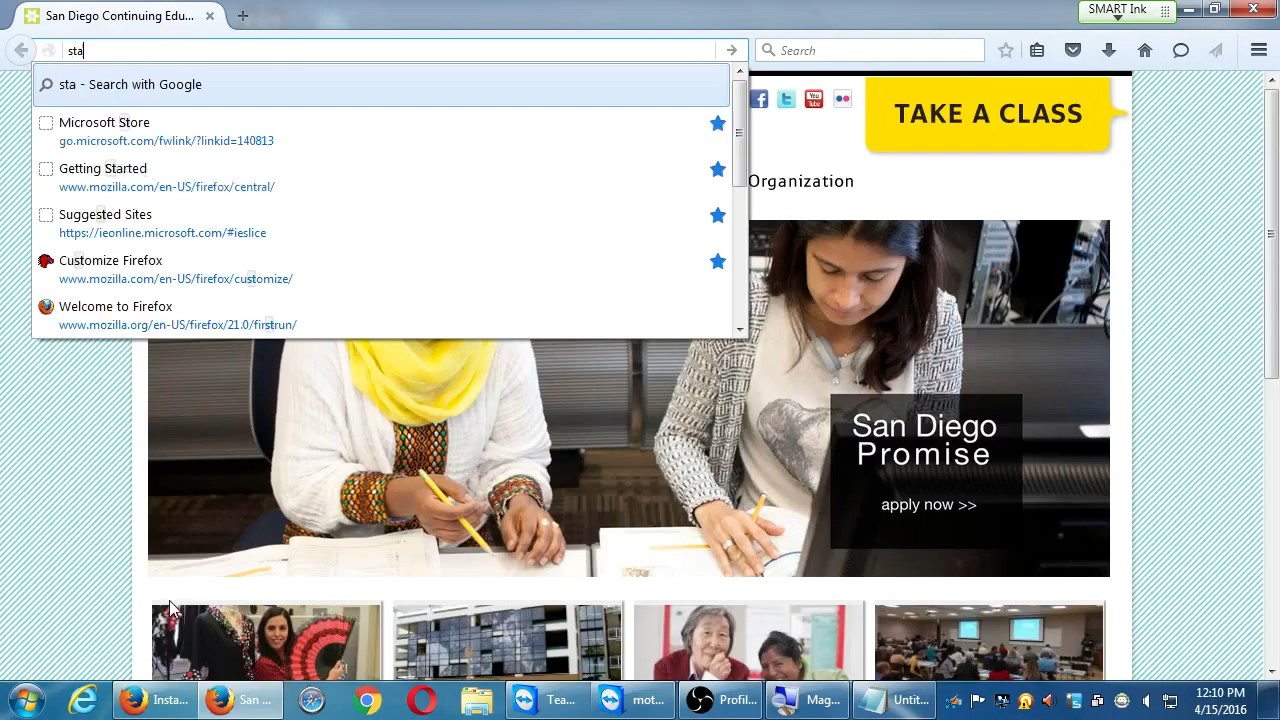 San Diego Continuing Edu...
SMART Ink
sta
Search
sta - Search with Google
Microsoft Store
go.microsoft.com/fwlink/?linkid=140813
Getting Started
www.mozilla.com/en-US/firefox/central/
Suggested Sites
https://ieonline.microsoft.com/#ieslice
Customize Firefox
www.mozilla.com/en-US/firefox/customize/
Welcome to Firefox
www.mozilla.org/en-US/firefox/21.0/firstrun/
You
Tube
TAKE A CLASS
Organization
San Diego
Promise
apply now >>
Insta...
San ...
Tea...
mot...
Profil...
Mag...
Untit...
12:10 PM
4/15/2016